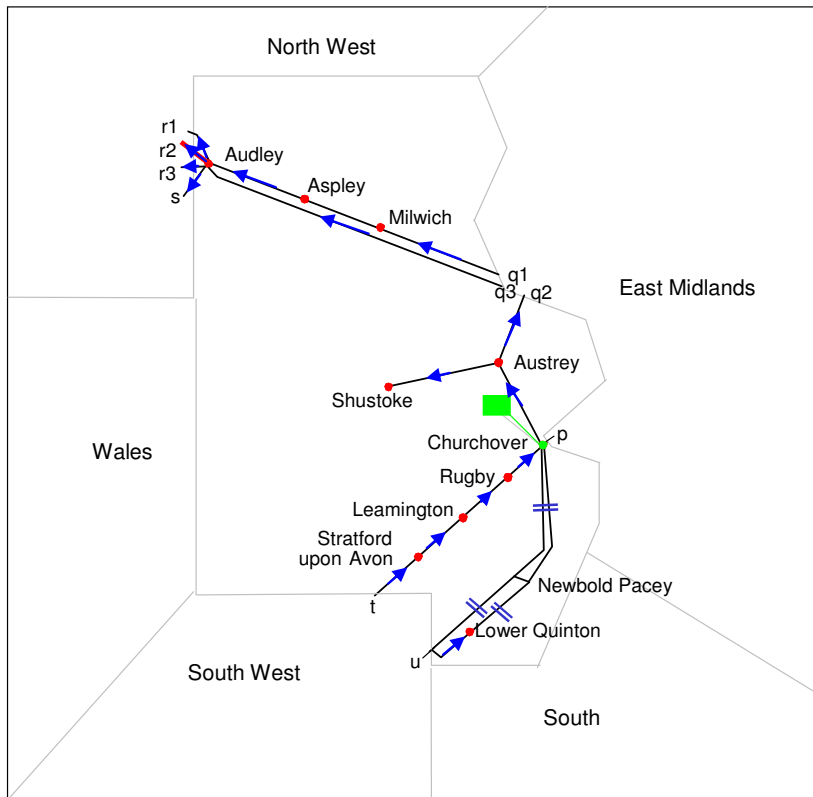 North West
r1
r2
Audley
r3
Aspley
s
Milwich
q1
q3 q2
East Midlands
Austrey
Shustoke
p
Churchover
Wales
Rugby
Leamington
Stratford
upon Avon
Newbold Pacey
t
Lower Quinton
u
South West
South